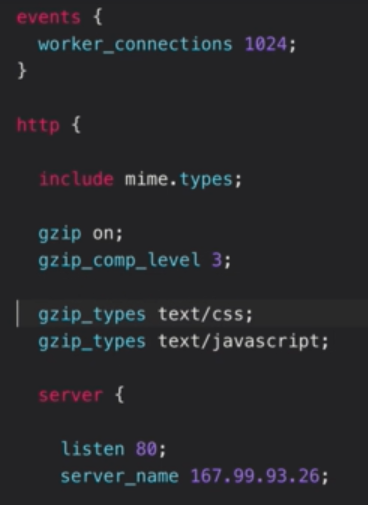 events {
worker_connections 1024;
}
http {
include mime.types;
gzip on;
gzip_comp_level 3;
gzip_types text/css;
gzip_types text/javascript;
server {
listen 80;
server_name 167.99.93.26;